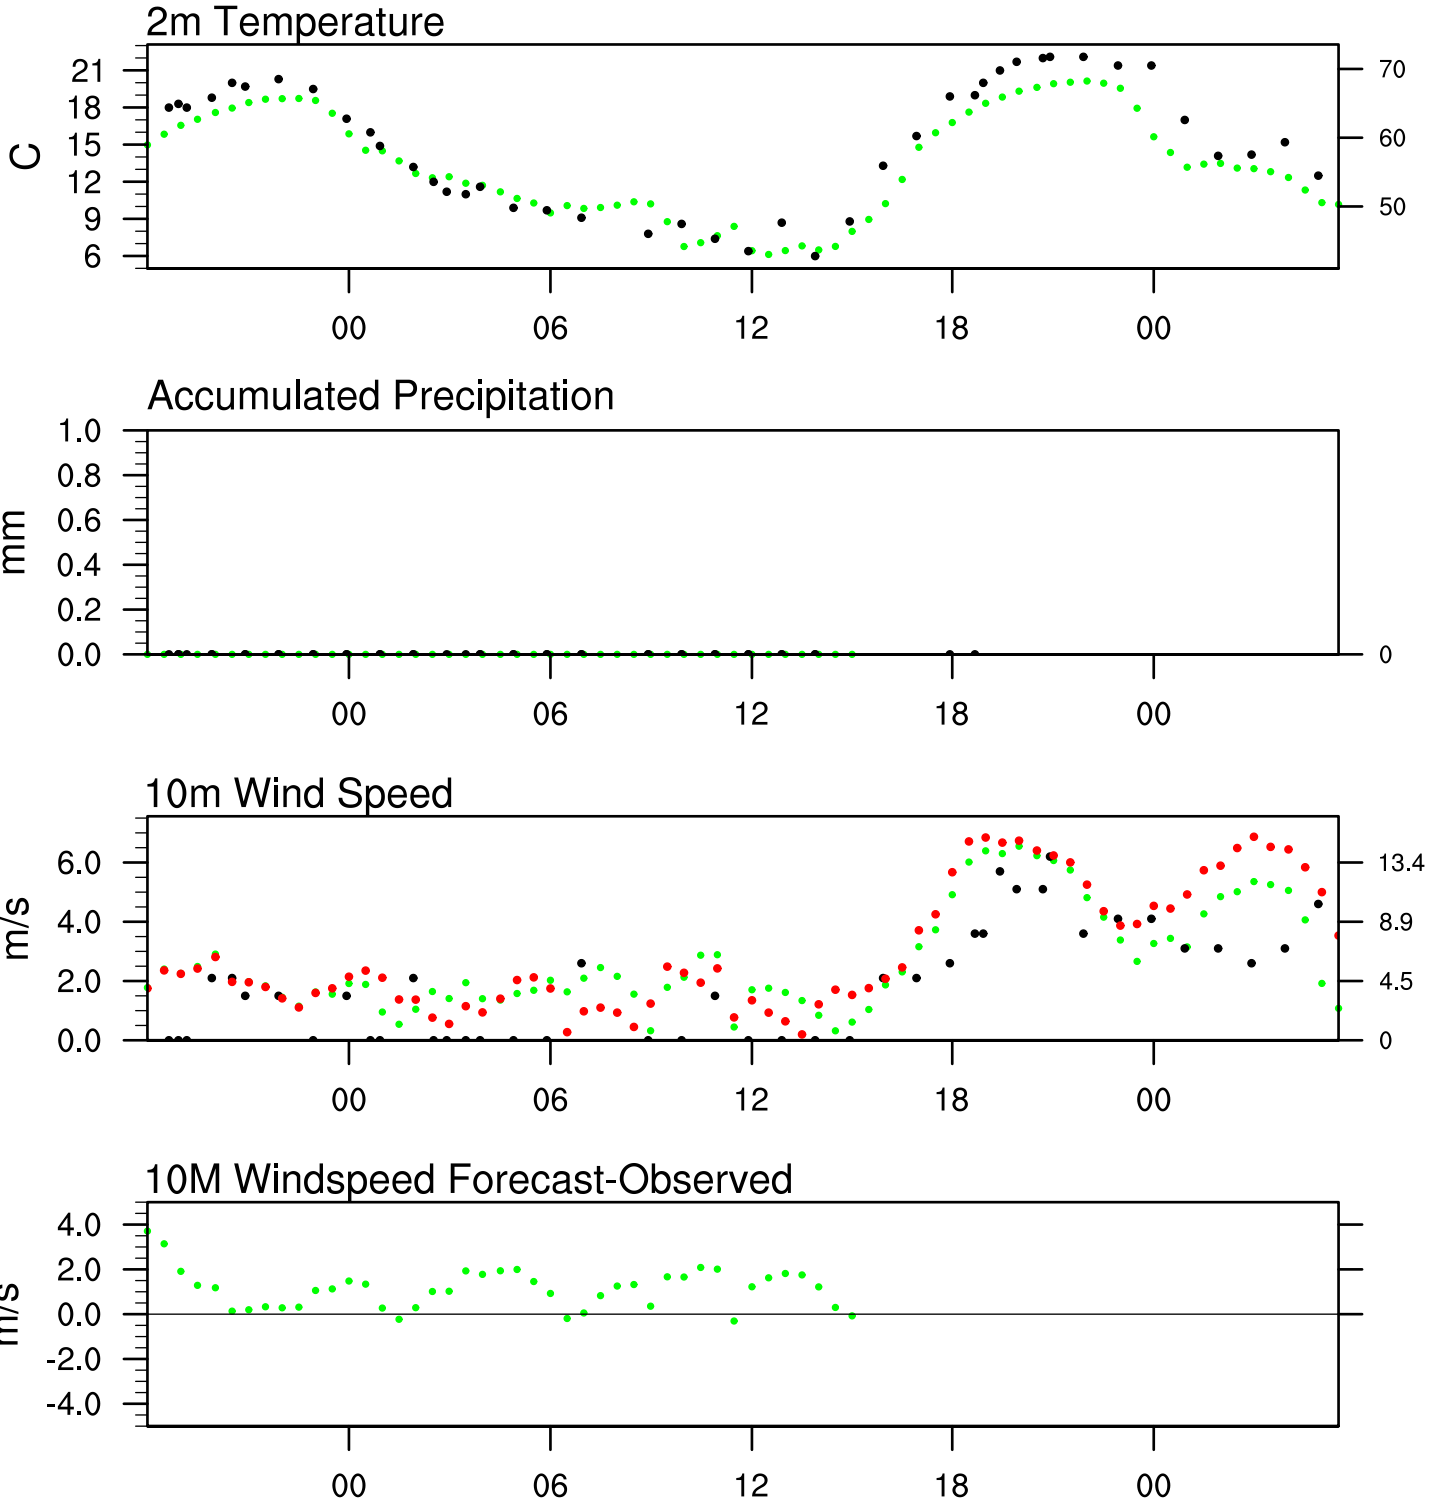 2m Temperature
21
18
15
12
9
6
C
70
60
50
00 06 12 18 00
Accumulated Precipitation
1.0
0.8
0.6
0.4
0.2
0.0
mm
0
00 06 12 18 00
10m Wind Speed
6.0
4.0
2.0
0.0
m/s
13.4
8.9
4.5
0
00 06 12 18 00
10M Windspeed Forecast-Observed
4.0
2.0
0.0
-2.0
-4.0
m/s
00 06 12 18 00